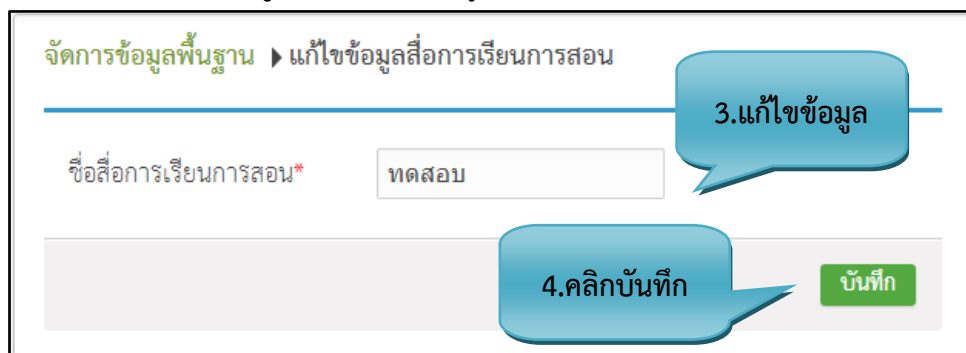 จัดการข้อมูลพื้นฐาน ▶ แก้ไขข้อมูลสื่อการเรียนการสอน
3.แก้ไขข้อมูล
ชื่อสื่อการเรียนการสอน*
ทดสอบ
4.คลิกบันทึก
บันทึก